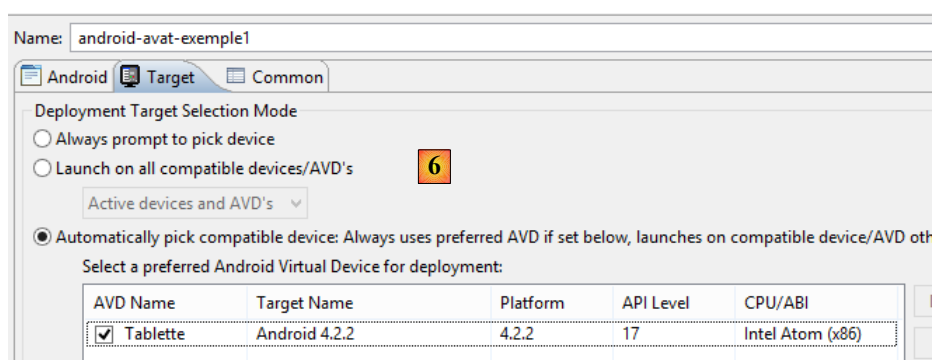 Name: android-avat-exemple1
Android Target Common
Deployment Target Selection Mode
Always prompt to pick device
Launch on all compatible devices/AVD's
6
Active devices and AVD's
Automatically pick compatible device: Always uses preferred AVD if set below, launches on compatible device/AVD oth
Select a preferred Android Virtual Device for deployment:
AVD Name Target Name Platform API Level CPU/ABI
Tablette Android 4.2.2 4.2.2 17 Intel Atom (x86)